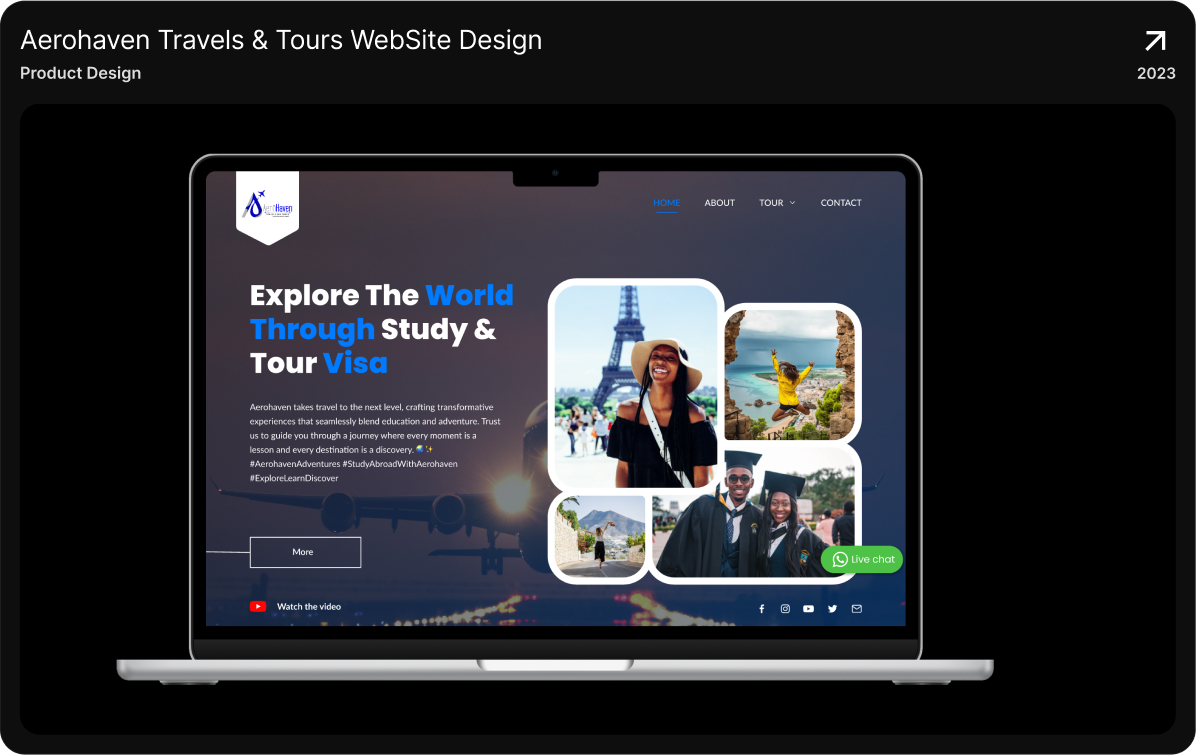 Aerohaven Travels & Tours WebSite Design
Product Design
2023
AeroHaven
HOME ABOUT TOUR CONTACT
Explore The World
Through Study &
Tour Visa
Aerohaven takes travel to the next level, crafting transformative
experiences that seamlessly blend education and adventure. Trust
us to guide you through a journey where every moment is a
lesson and every destination is a discovery. 🌏✨
#AerohavenAdventures #StudyAbroadWithAerohaven
#ExploreLearnDiscover
More
Live chat
Watch the video